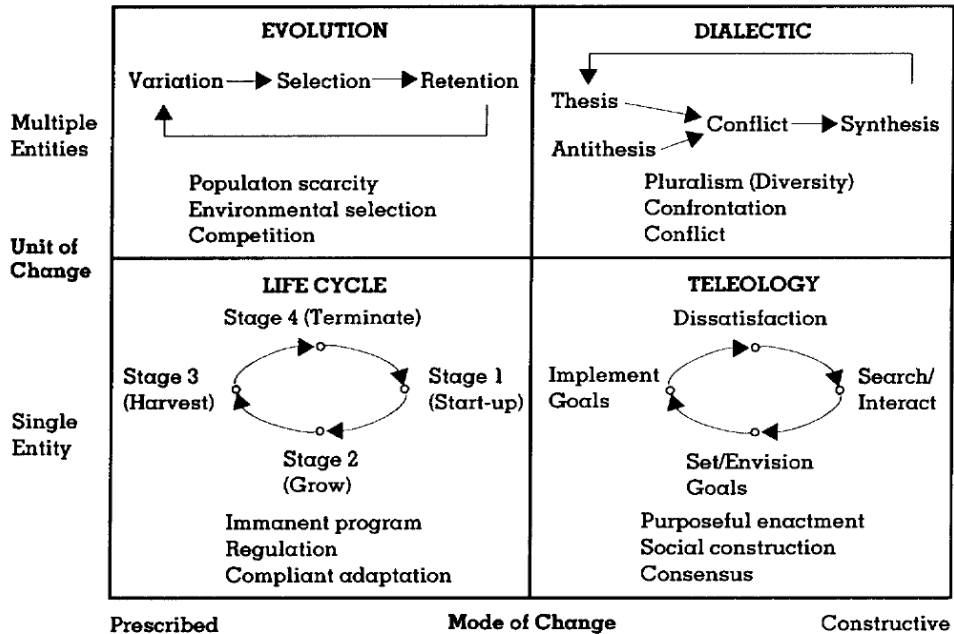 EVOLUTION
Variation Selection Retention
Populaton scarcity
Environmental selection
Competition
DIALECTIC
Thesis
Antithesis
Conflict Synthesis
Pluralism (Diversity)
Confrontation
Conflict
Multiple
Entities
Unit of
Change
Single
Entity
LIFE CYCLE
Stage 4 (Terminate)
Stage 3
(Harvest)
Stage 1
(Start-up)
Stage 2
(Grow)
Immanent program
Regulation
Compliant adaptation
TELEOLOGY
Dissatisfaction
Implement
Goals
Search/
Interact
Set/Envision
Goals
Purposeful enactment
Social construction
Consensus
Prescribed Mode of Change Constructive